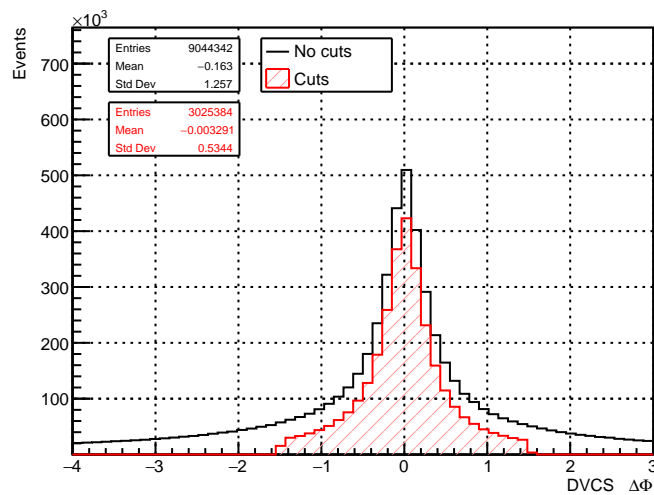 ×10³
Events
Entries 9044342
Mean −0.163
Std Dev 1.257
No cuts
Cuts
Entries 3025384
Mean −0.003291
Std Dev 0.5344
700
600
500
400
300
200
100
−4 −3 −2 −1 0 1 2 3
DVCS ΔΦ